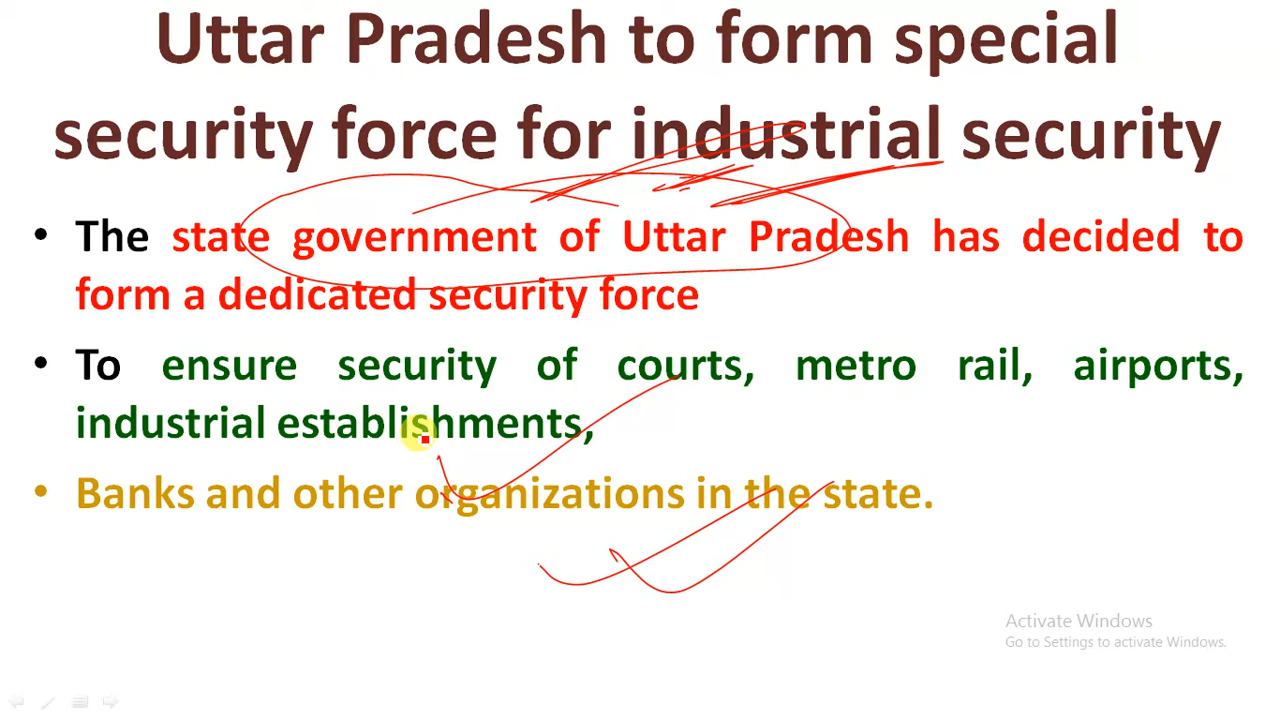 Uttar Pradesh to form special
security force for industrial security
• The state government of Uttar Pradesh has decided to
form a dedicated security force
• To ensure security of courts, metro rail, airports,
industrial establishments,
• Banks and other organizations in the state.
Activate Windows
Go to Settings to activate Windows.